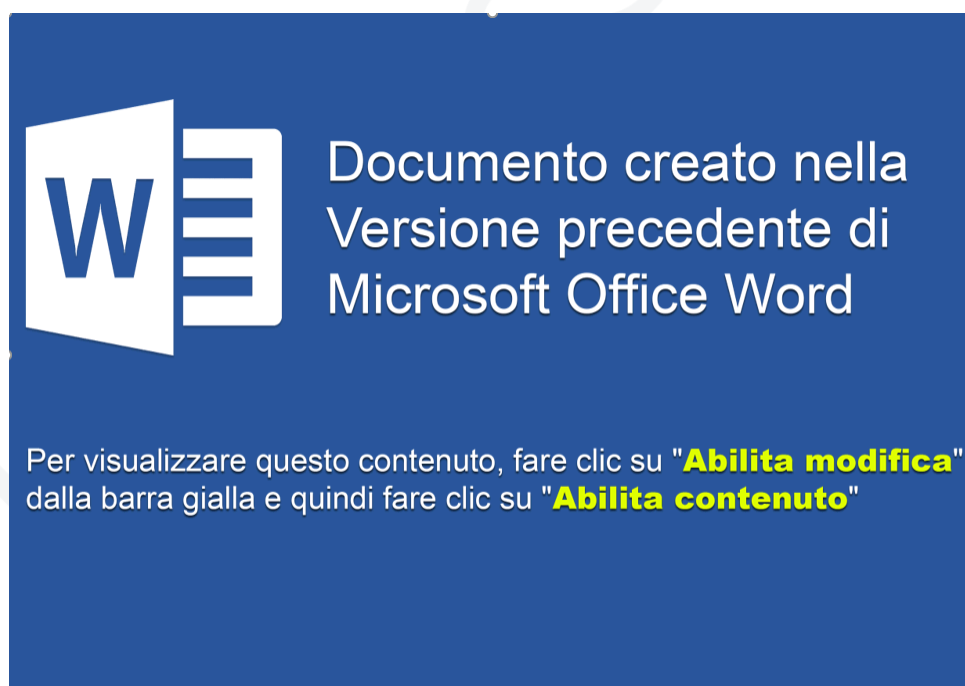 W
Documento creato nella
Versione precedente di
Microsoft Office Word
Per visualizzare questo contenuto, fare clic su "Abilita modifica"
dalla barra gialla e quindi fare clic su "Abilita contenuto"